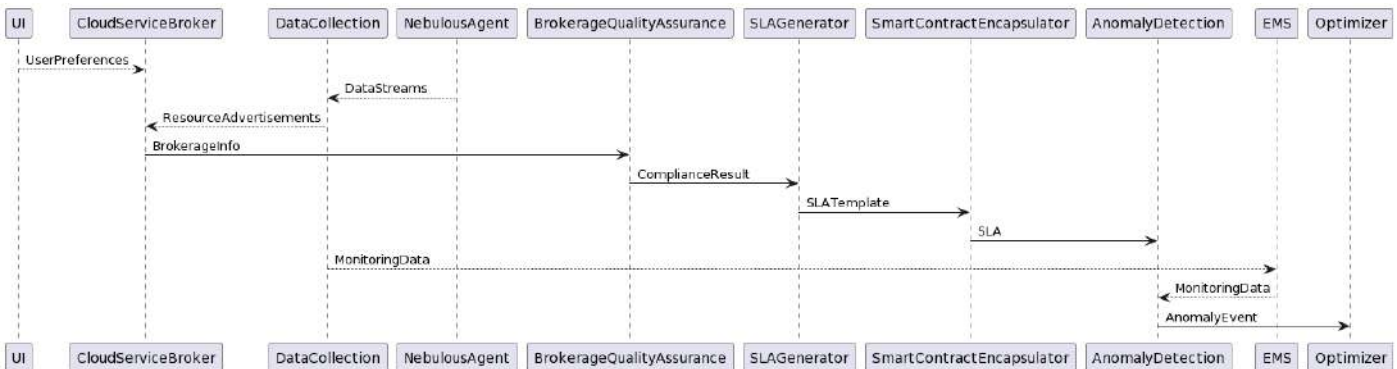 UI CloudServiceBroker DataCollection NebulousAgent BrokerageQualityAssurance SLAGenerator SmartContractEncapsulator AnomalyDetection EMS Optimizer
UserPreferences
DataStreams
ResourceAdvertisements
BrokerageInfo
ComplianceResult
SLATemplate
SLA
MonitoringData
MonitoringData
AnomalyEvent
UI CloudServiceBroker DataCollection NebulousAgent BrokerageQualityAssurance SLAGenerator SmartContractEncapsulator AnomalyDetection EMS Optimizer